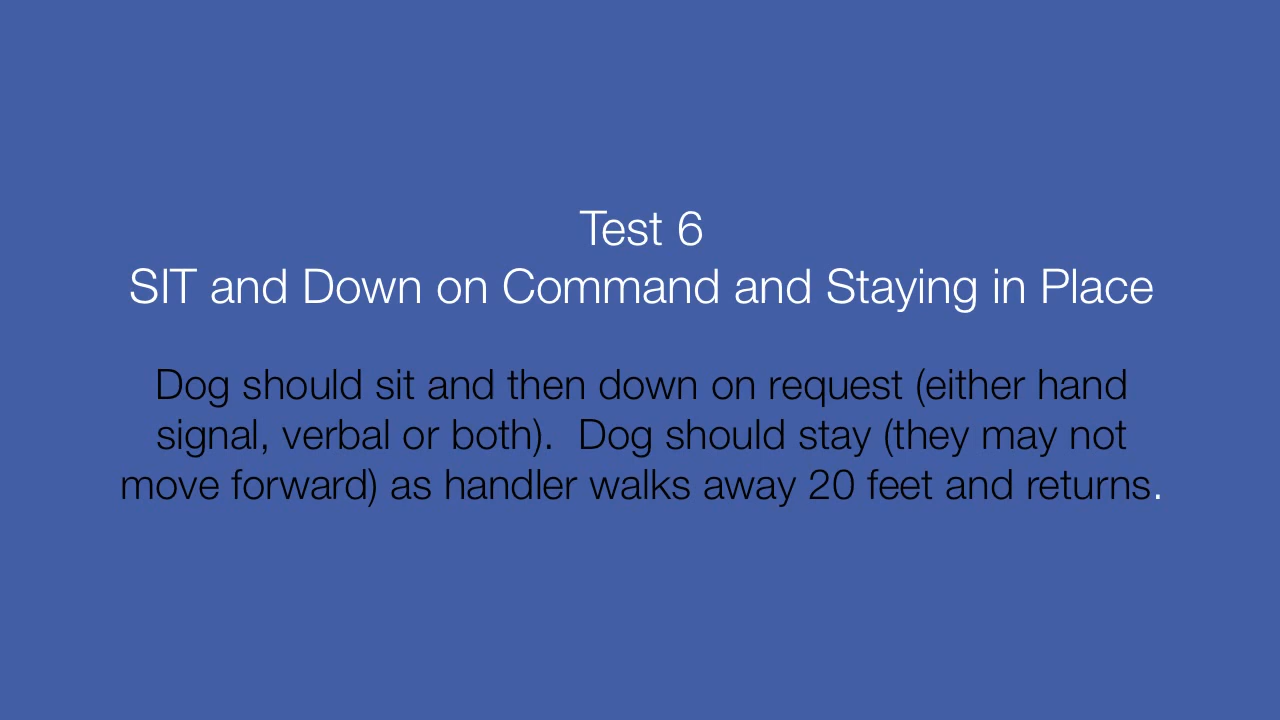 Test 6
SIT and Down on Command and Staying in Place
Dog should sit and then down on request (either hand
signal, verbal or both).  Dog should stay (they may not
move forward) as handler walks away 20 feet and returns.